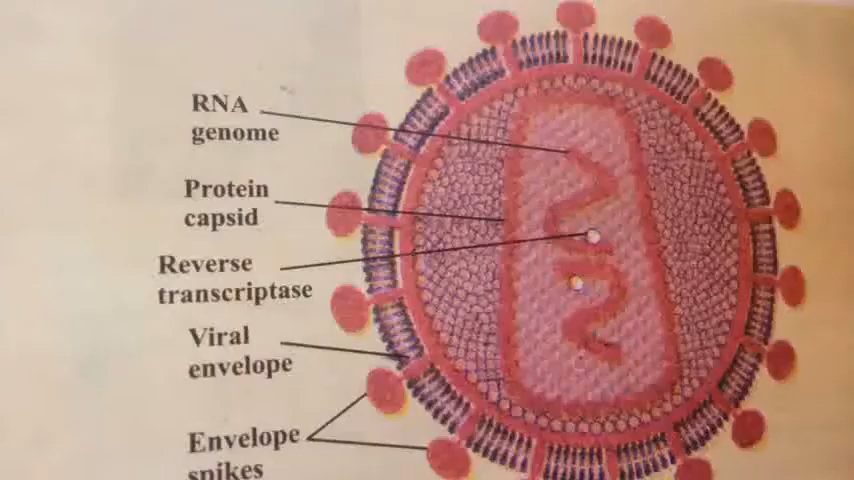 RNA
genome
Protein
capsid
Reverse
transcriptase
Viral
envelope
Envelope
spikes